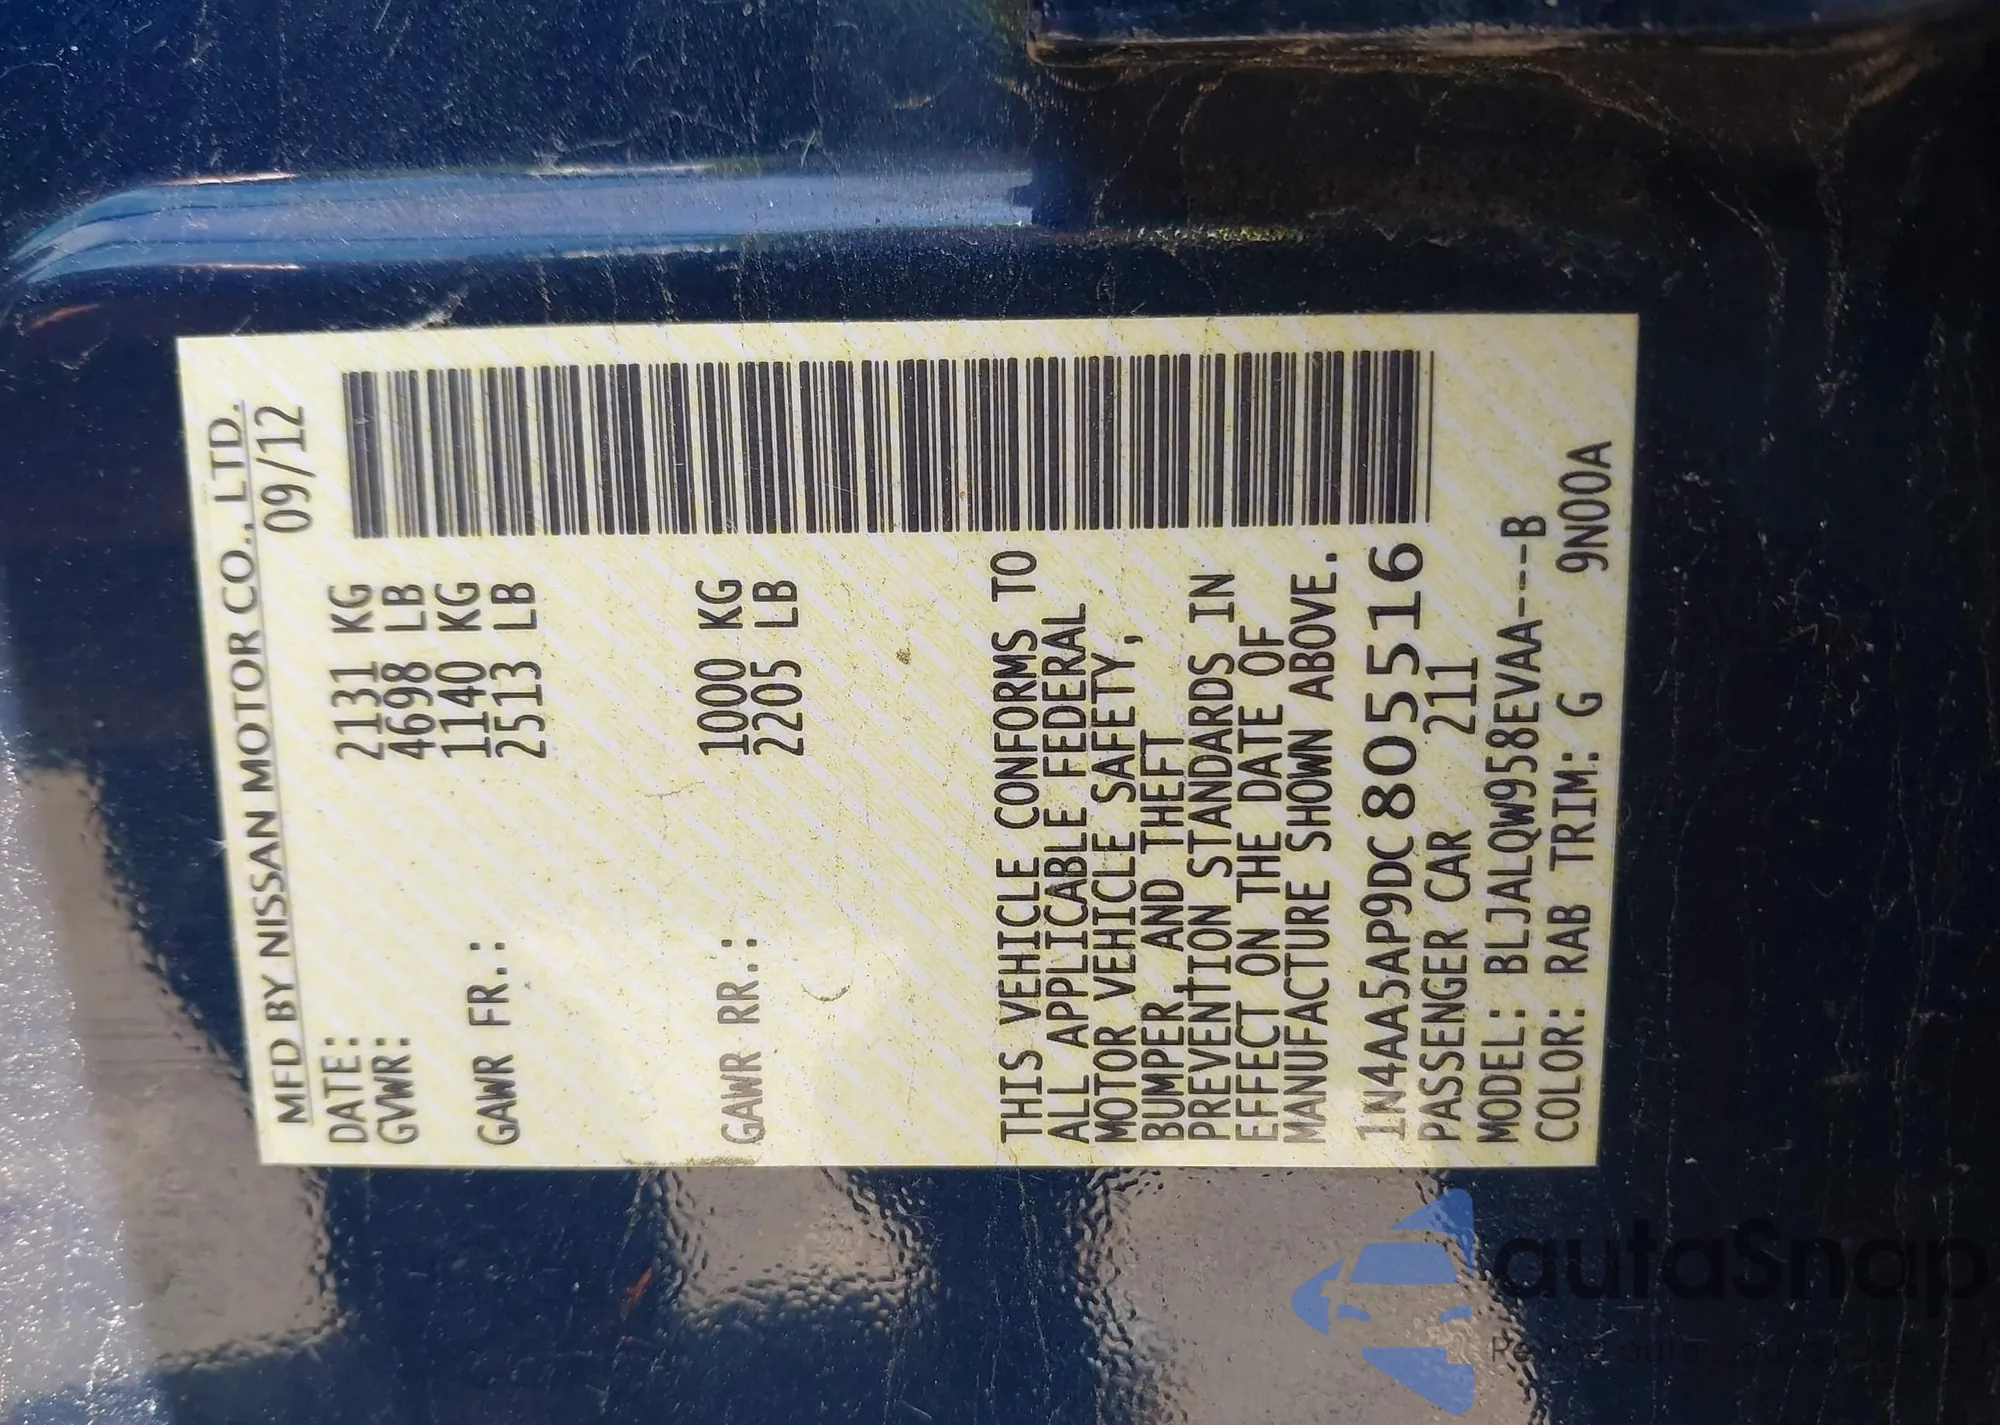 MFD BY NISSAN MOTOR CO., LTD.
DATE: 09/12
GVWR: 2131 KG
4698 LB
GAWR FR.: 1140 KG
2513 LB
GAWR RR.: 1000 KG
2205 LB
THIS VEHICLE CONFORMS TO
ALL APPLICABLE FEDERAL
MOTOR VEHICLE SAFETY,
BUMPER, AND THEFT
PREVENTION STANDARDS IN
EFFECT ON THE DATE OF
MANUFACTURE SHOWN ABOVE.
1N4AA5AP9DC805516
PASSENGER CAR 211
MODEL: BLJALQW958EVAA---B
COLOR: RAB TRIM: G 9N00A
autaSnap